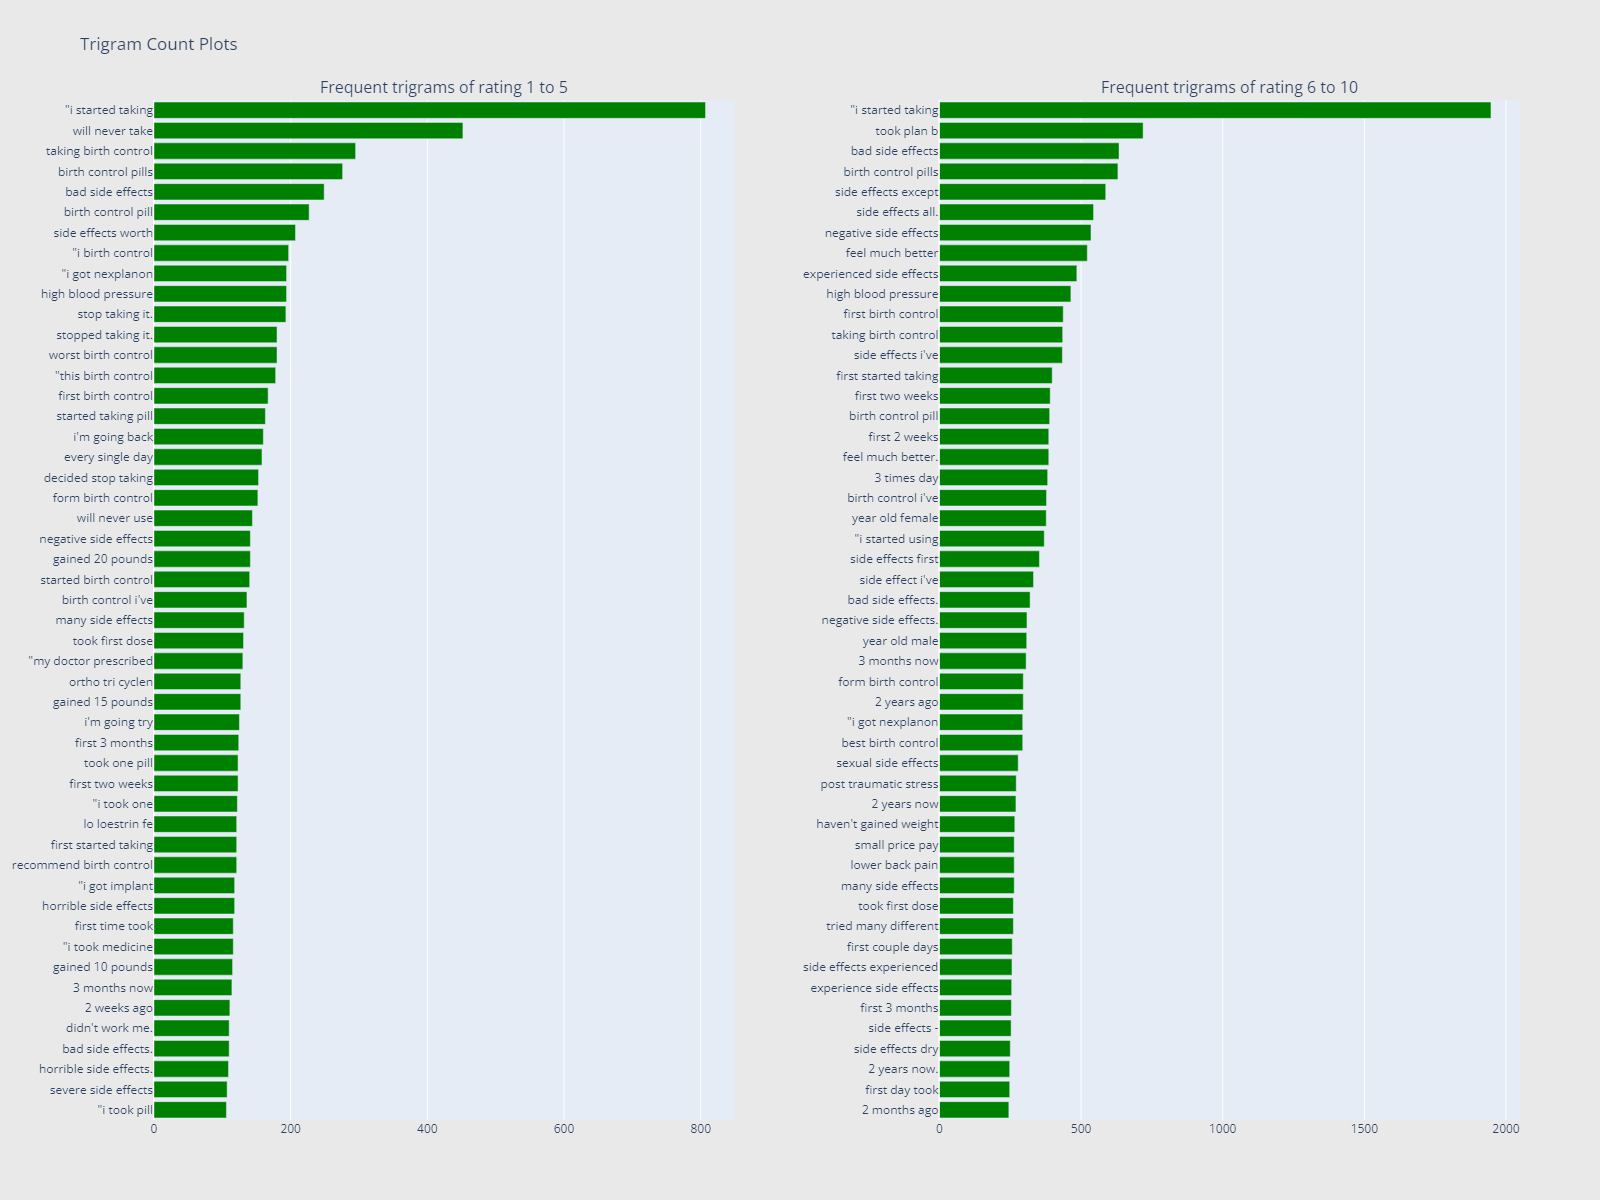 Trigram Count Plots
Frequent trigrams of rating 1 to 5
"i started taking
will never take
taking birth control
birth control pills
bad side effects
birth control pill
side effects worth
"i birth control
"i got nexplanon
high blood pressure
stop taking it.
stopped taking it.
worst birth control
"this birth control
first birth control
started taking pill
i'm going back
every single day
decided stop taking
form birth control
will never use
negative side effects
gained 20 pounds
started birth control
birth control i've
many side effects
took first dose
"my doctor prescribed
ortho tri cyclen
gained 15 pounds
i'm going try
first 3 months
took one pill
first two weeks
"i took one
lo loestrin fe
first started taking
recommend birth control
"i got implant
horrible side effects
first time took
"i took medicine
gained 10 pounds
3 months now
2 weeks ago
didn't work me.
bad side effects.
horrible side effects.
severe side effects
"i took pill
0 200 400 600 800
Frequent trigrams of rating 6 to 10
"i started taking
took plan b
bad side effects
birth control pills
side effects except
side effects all.
negative side effects
feel much better
experienced side effects
high blood pressure
first birth control
taking birth control
side effects i've
first started taking
first two weeks
birth control pill
first 2 weeks
feel much better.
3 times day
birth control i've
year old female
"i started using
side effects first
side effect i've
bad side effects.
negative side effects.
year old male
3 months now
form birth control
2 years ago
"i got nexplanon
best birth control
sexual side effects
post traumatic stress
2 years now
haven't gained weight
small price pay
lower back pain
many side effects
took first dose
tried many different
first couple days
side effects experienced
experience side effects
first 3 months
side effects -
side effects dry
2 years now.
first day took
2 months ago
0 500 1000 1500 2000